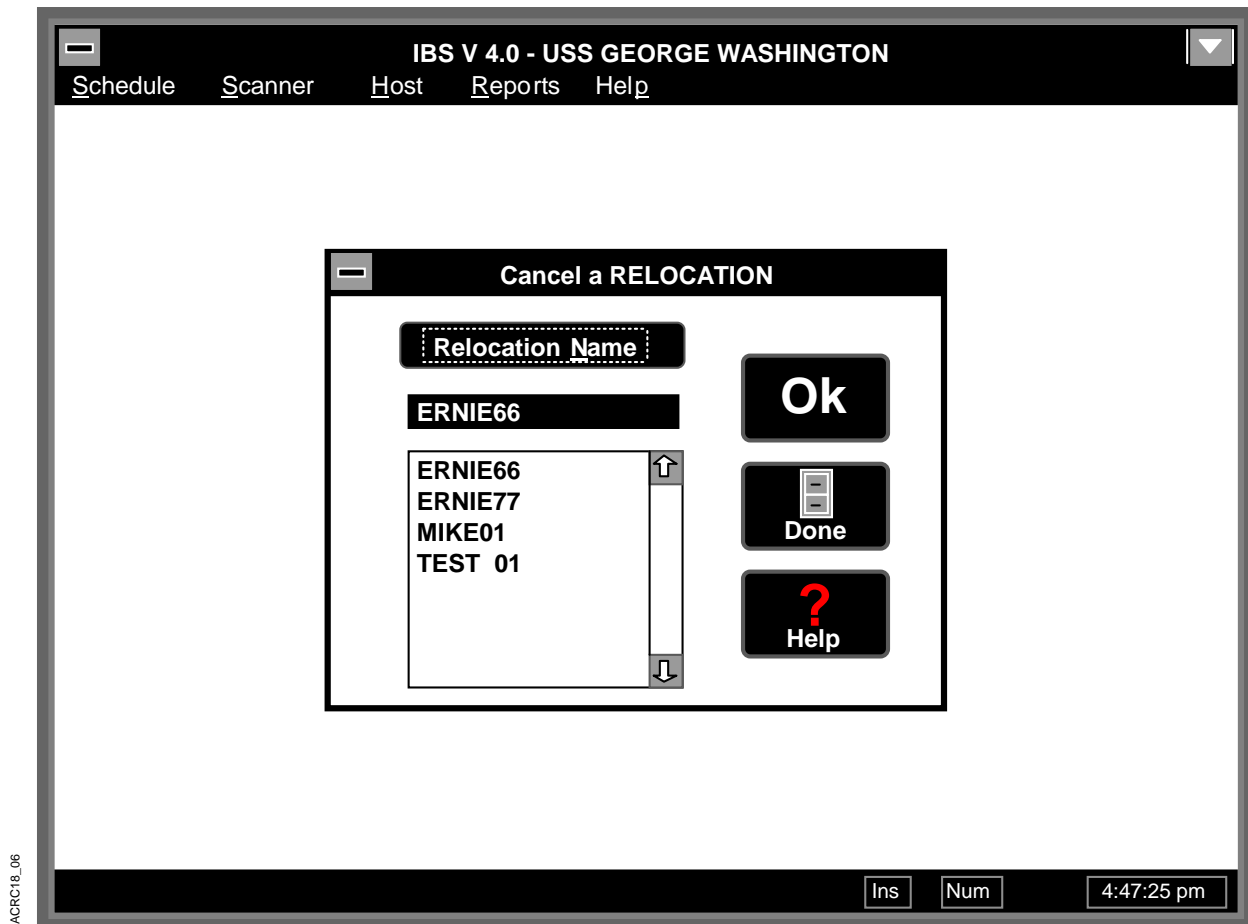 IBS V 4.0 - USS GEORGE WASHINGTON
Schedule Scanner Host Reports Help
Cancel a RELOCATION
Relocation Name
ERNIE66
ERNIE66
ERNIE77
MIKE01
TEST 01
Ok
Done
?
Help
Ins Num 4:47:25 pm
ACRC18_06